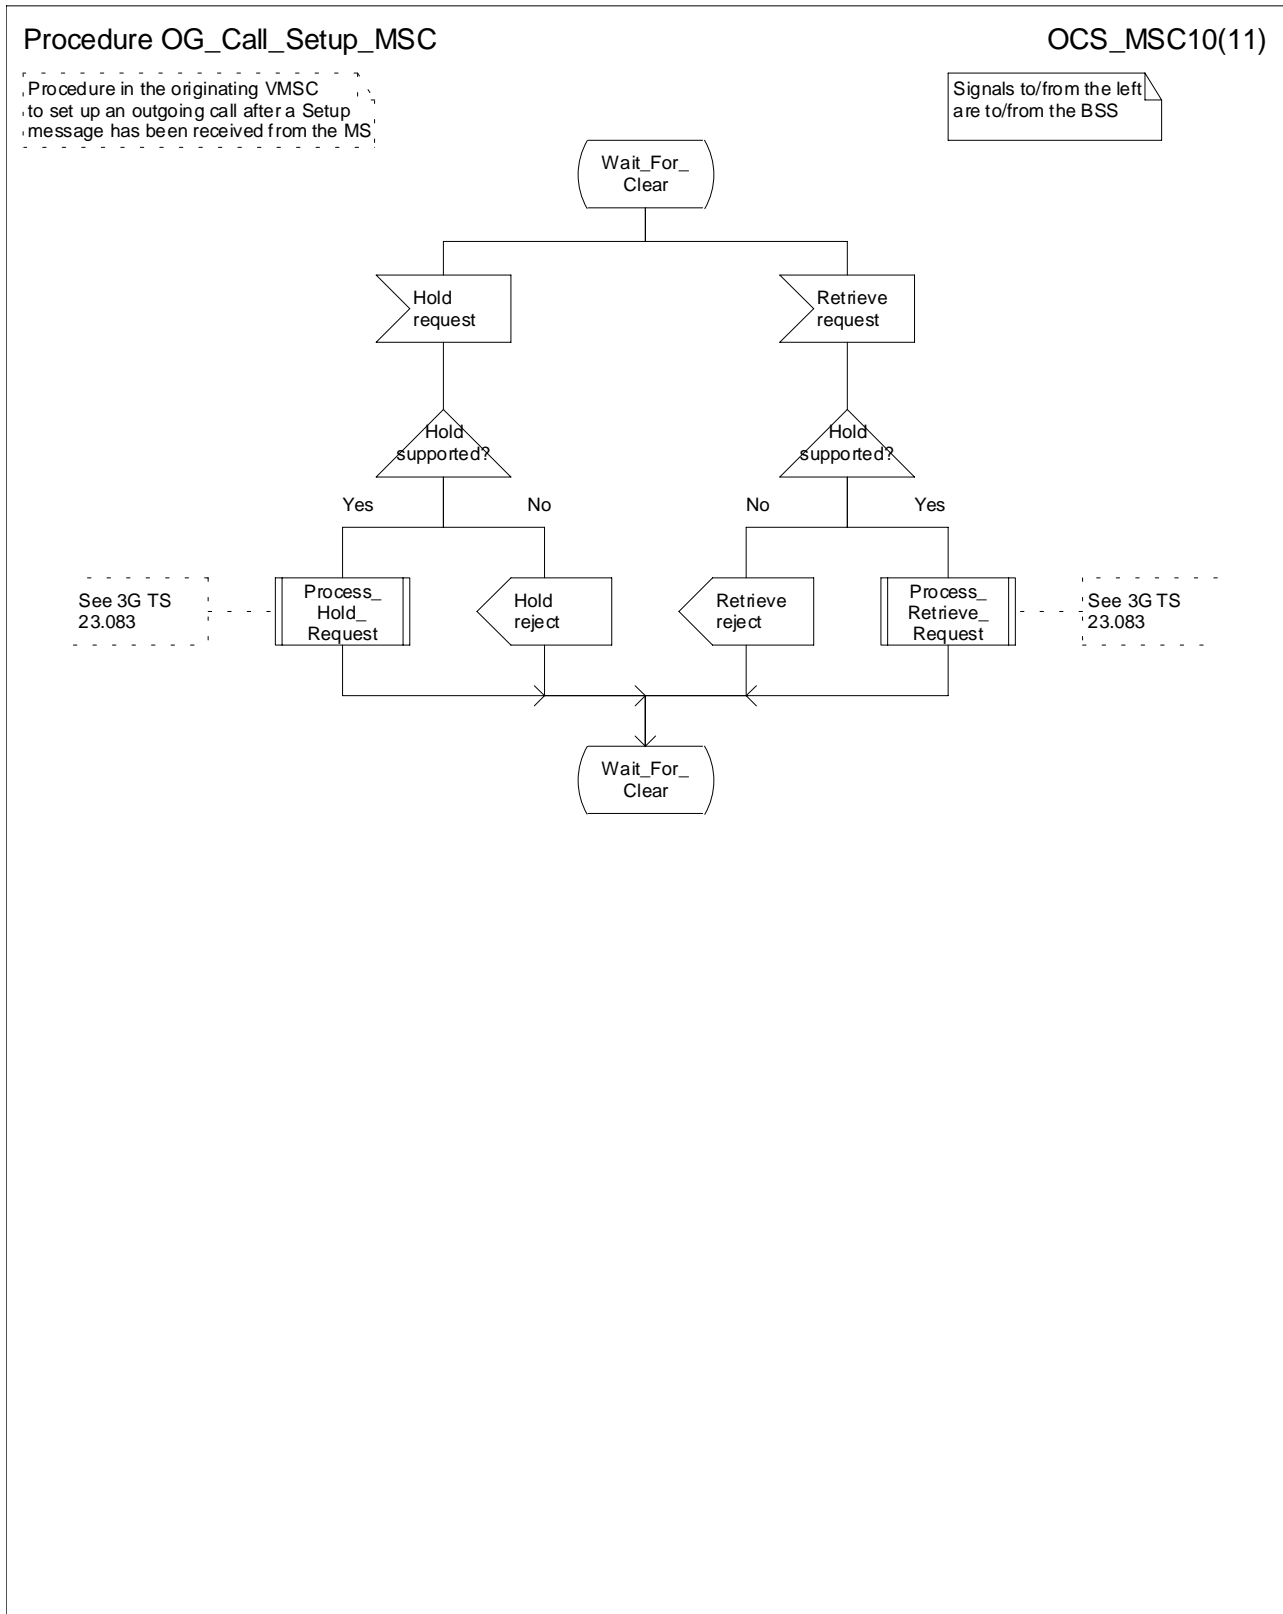 Procedure OG_Call_Setup_MSC
OCS_MSC10(11)
Procedure in the originating VMSC
to set up an outgoing call after a Setup
message has been received from the MS
Signals to/from the left
are to/from the BSS
Wait_For_
Clear
Hold
request
Retrieve
request
Hold
supported?
Hold
supported?
Yes
No
No
Yes
See 3G TS
23.083
Process_
Hold_
Request
Hold
reject
Retrieve
reject
Process_
Retrieve_
Request
See 3G TS
23.083
Wait_For_
Clear